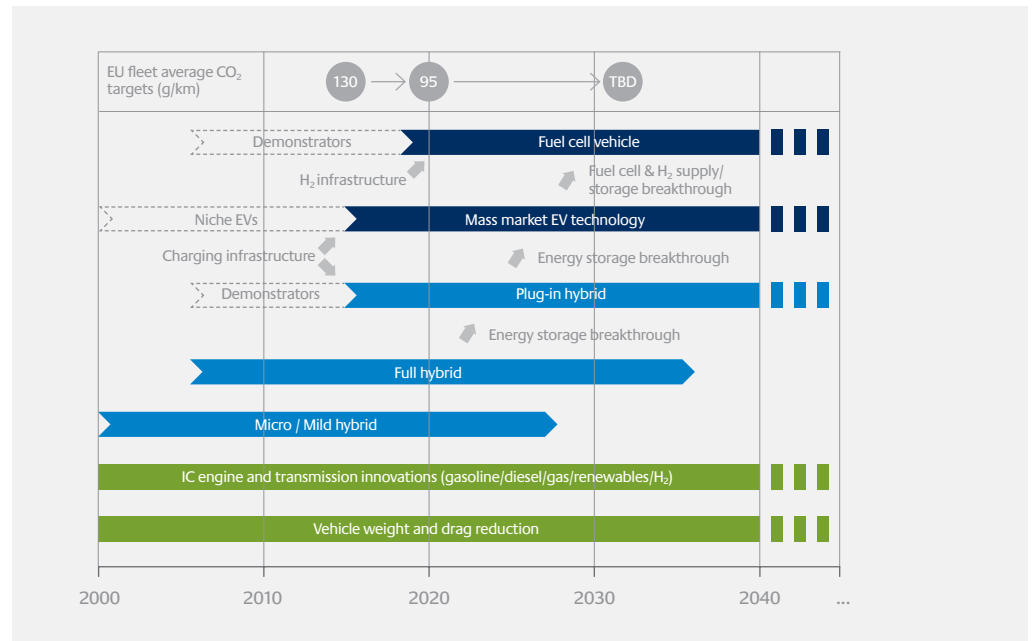 EU fleet average CO₂
targets (g/km)
130
95
TBD
Demonstrators
Fuel cell vehicle
H₂ infrastructure
Fuel cell & H₂ supply/
storage breakthrough
Niche EVs
Mass market EV technology
Charging infrastructure
Energy storage breakthrough
Demonstrators
Plug-in hybrid
Energy storage breakthrough
Full hybrid
Micro / Mild hybrid
IC engine and transmission innovations (gasoline/diesel/gas/renewables/H₂)
Vehicle weight and drag reduction
2000
2010
2020
2030
2040
...